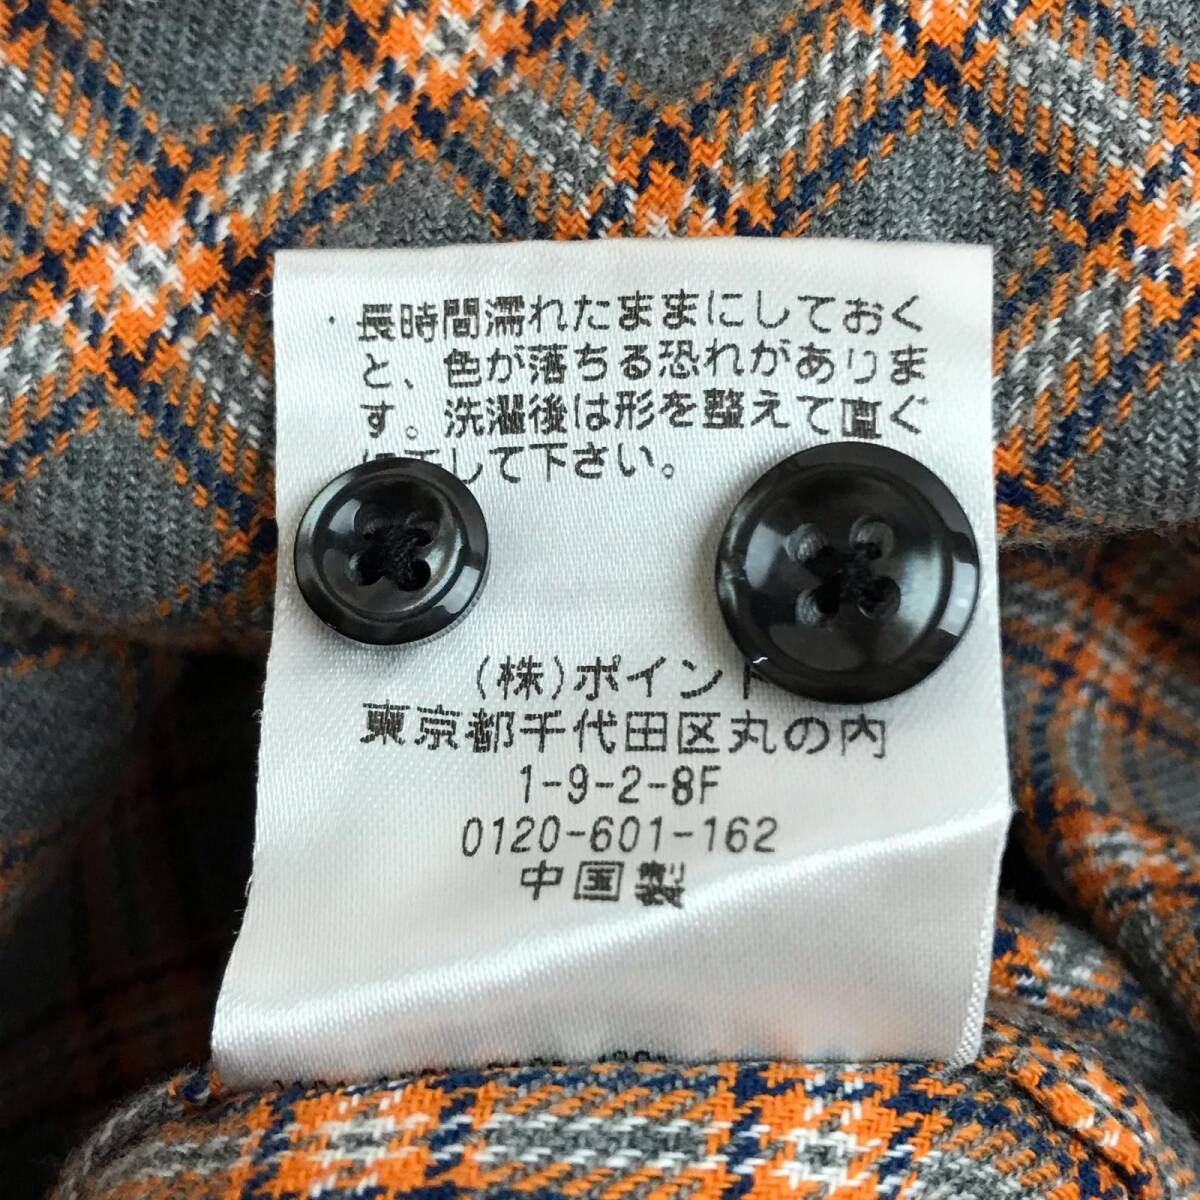 長時間濡れたままにしておく
と、色が落ちる恐れがありま
す。洗濯後は形を整えて直ぐ
して下さい。
(株)ポイント
東京都千代田区丸の内
1-9-2-8F
0120-601-162
中国製